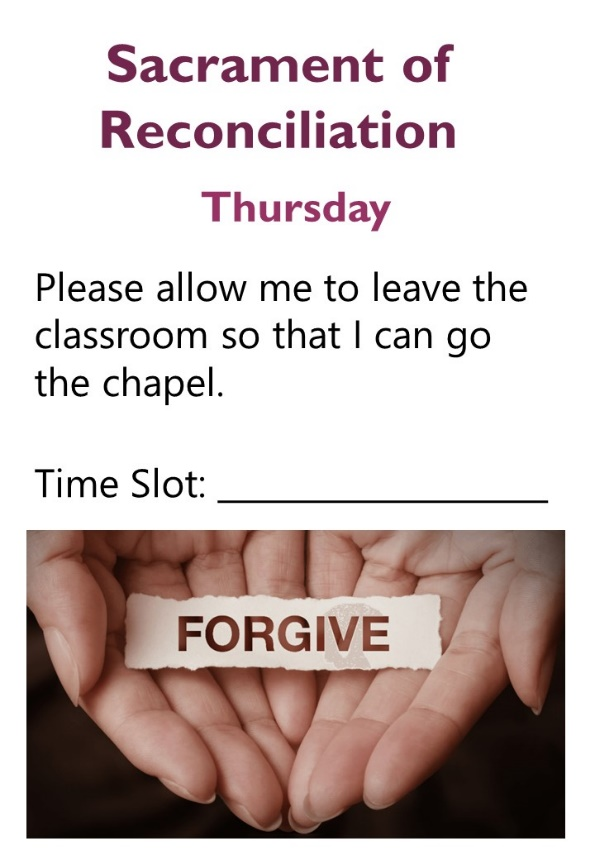 Sacrament of
Reconciliation
Thursday
Please allow me to leave the
classroom so that I can go
the chapel.
Time Slot: ____________________
FORGIVE